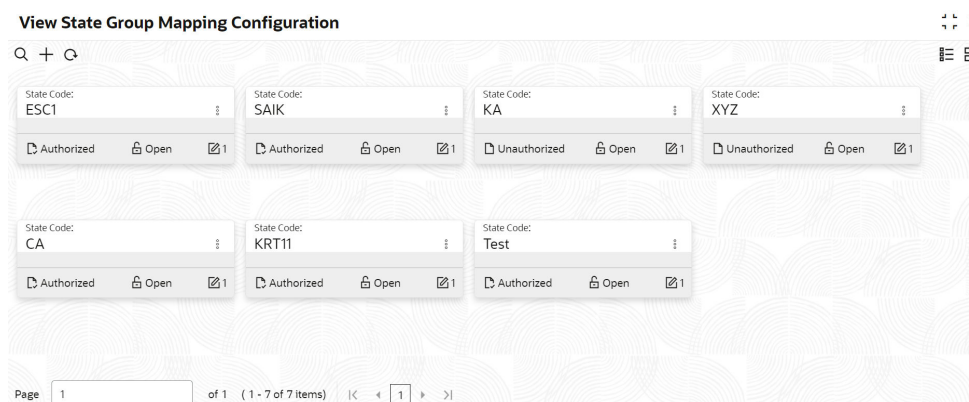 View State Group Mapping Configuration
State Code: State Code: State Code: State Code:
ESC1 SAIK KA XYZ
Authorized Open 1 Authorized Open 1 Unauthorized Open 1 Unauthorized Open 1
State Code: State Code: State Code:
CA KRT11 Test
Authorized Open 1 Authorized Open 1 Authorized Open 1
Page 1 of 1 ( 1 - 7 of 7 items) 1